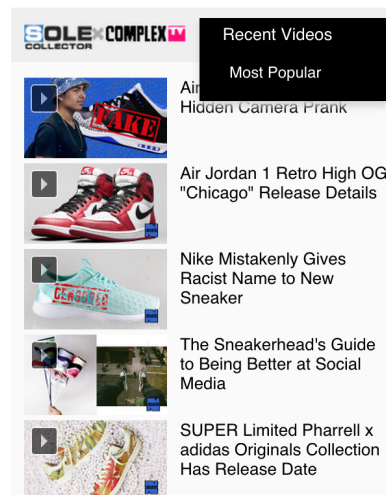 SOLE x COMPLEX TV
COLLECTOR
Recent Videos
Most Popular
FAKE
Hidden Camera Prank
Air Jordan 1 Retro High OG
"Chicago" Release Details
CENSORED
Nike Mistakenly Gives
Racist Name to New
Sneaker
The Sneakerhead's Guide
to Being Better at Social
Media
SUPER Limited Pharrell x
adidas Originals Collection
Has Release Date